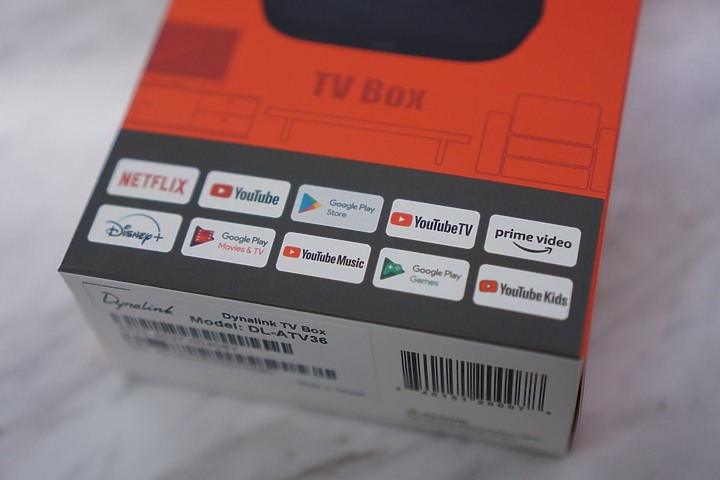 TV Box
NETFLIX
YouTube
Google Play
Store
YouTubeTV
prime video
Disney+
Google Play
Movies & TV
YouTube Music
Google Play
Games
YouTube Kids
Dynalink
Dynalink TV Box
Model: DL-ATV36